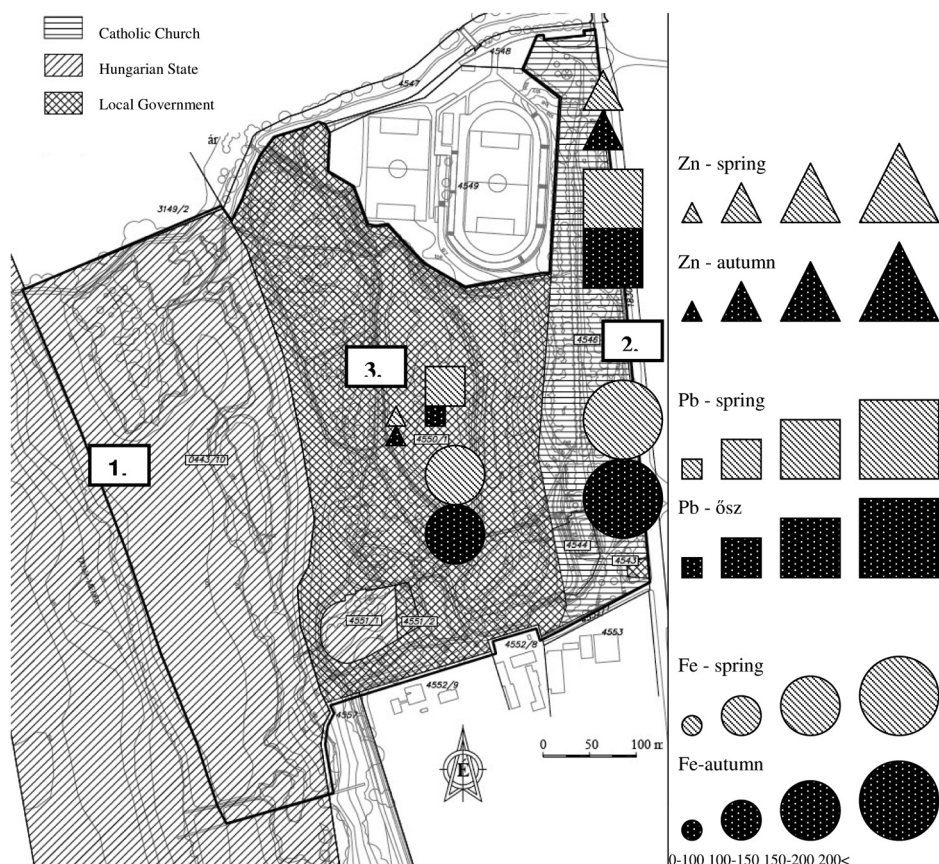 Catholic Church
Hungarian State
Local Government
4548
4547
ár
4549
3149/2
2.
4546
3.
4550/1
1.
0443/10
4544
4543
4551/1
4551/2
4552/8
4553
4552/9
4557
0 50 100 m
É
Zn - spring
Zn - autumn
Pb - spring
Pb - ősz
Fe - spring
Fe-autumn
0-100 100-150 150-200 200<